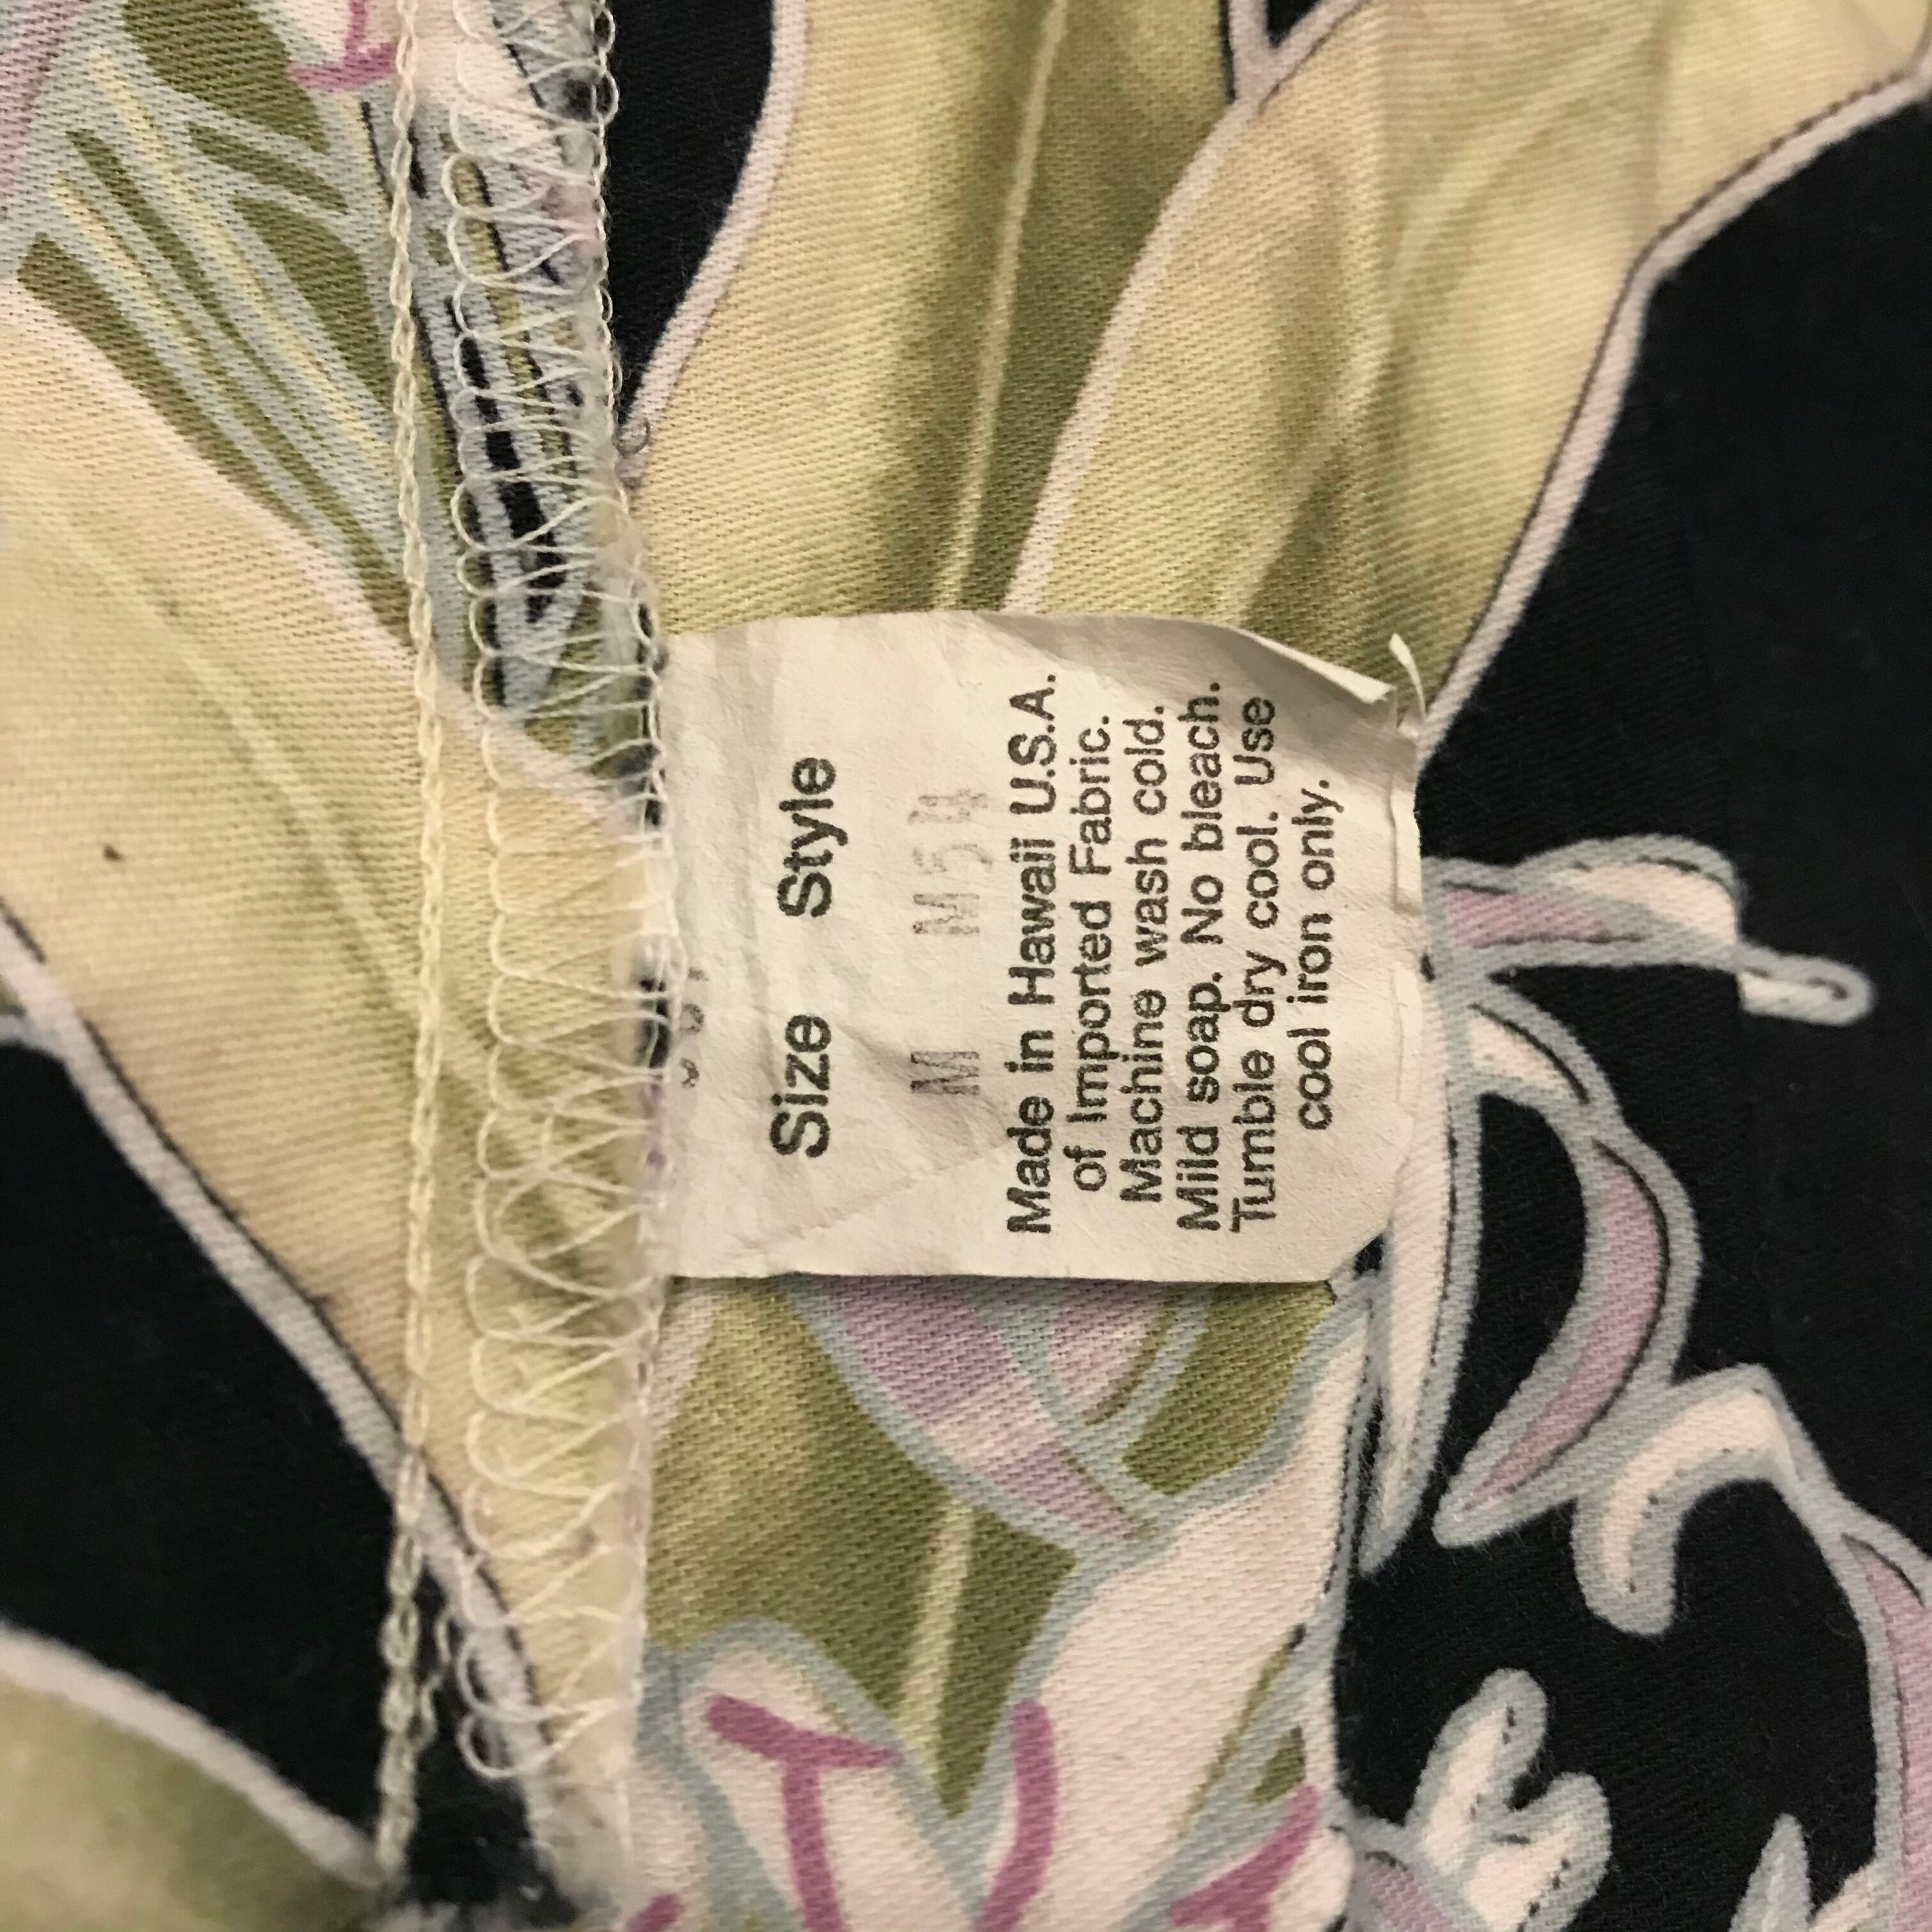 Size Style
M M54
Made in Hawaii U.S.A.
of Imported Fabric.
Machine wash cold.
Mild soap. No bleach.
Tumble dry cool. Use
cool iron only.